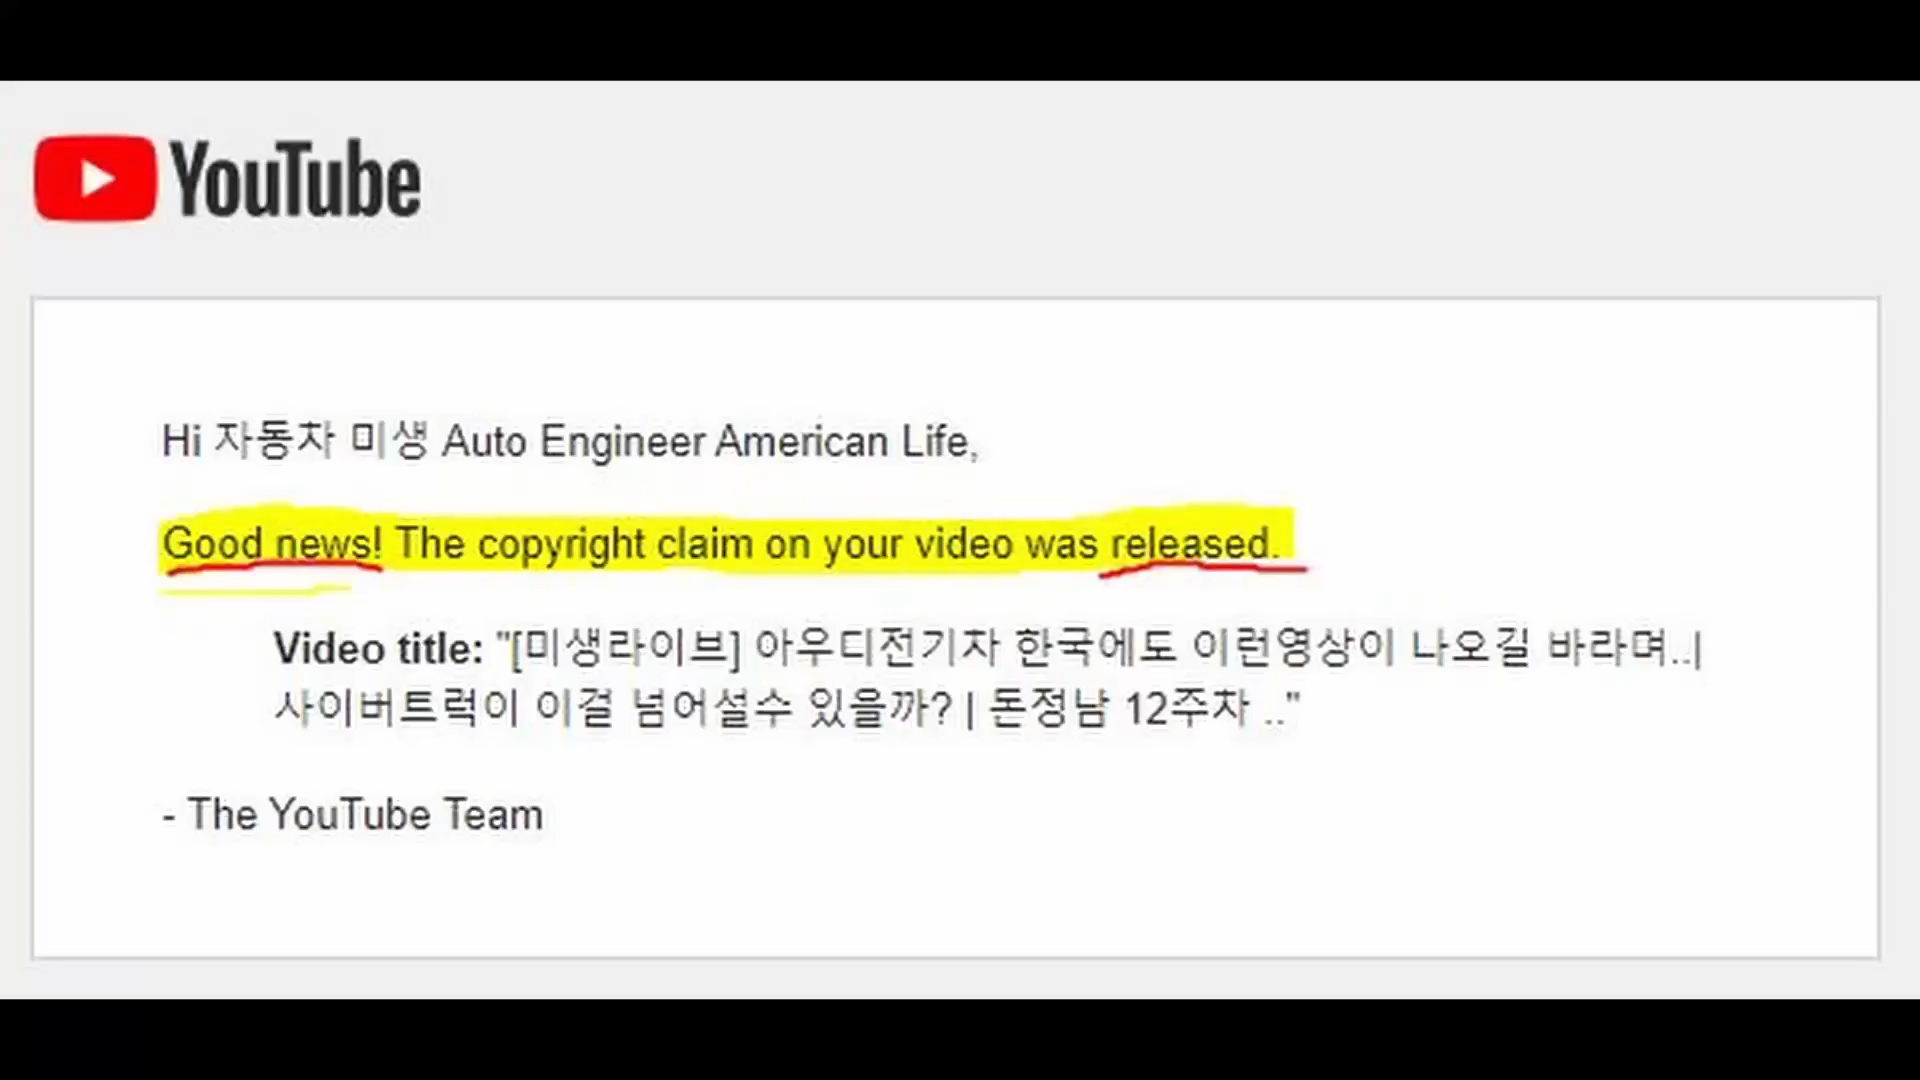 YouTube
Hi 자동차 미생 Auto Engineer American Life,
Good news! The copyright claim on your video was released.
Video title: "[미생라이브] 아우디전기차 한국에도 이런영상이 나오길 바라며..|
사이버트럭이 이걸 넘어설수 있을까? | 돈정남 12주차 .."
- The YouTube Team